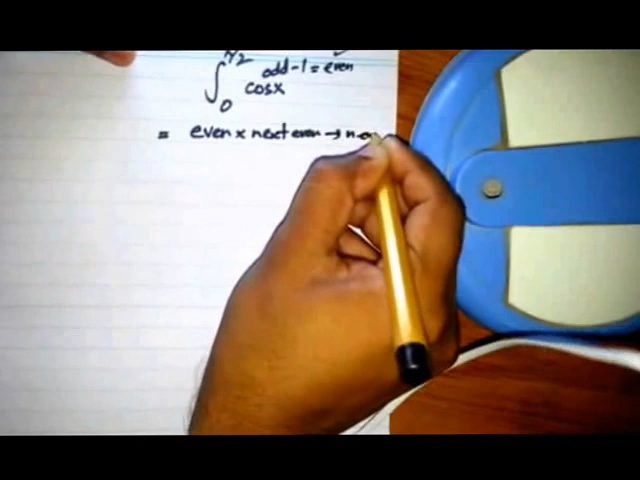 π/2
∫ cosx odd-1=even
0
= even x next even → n-